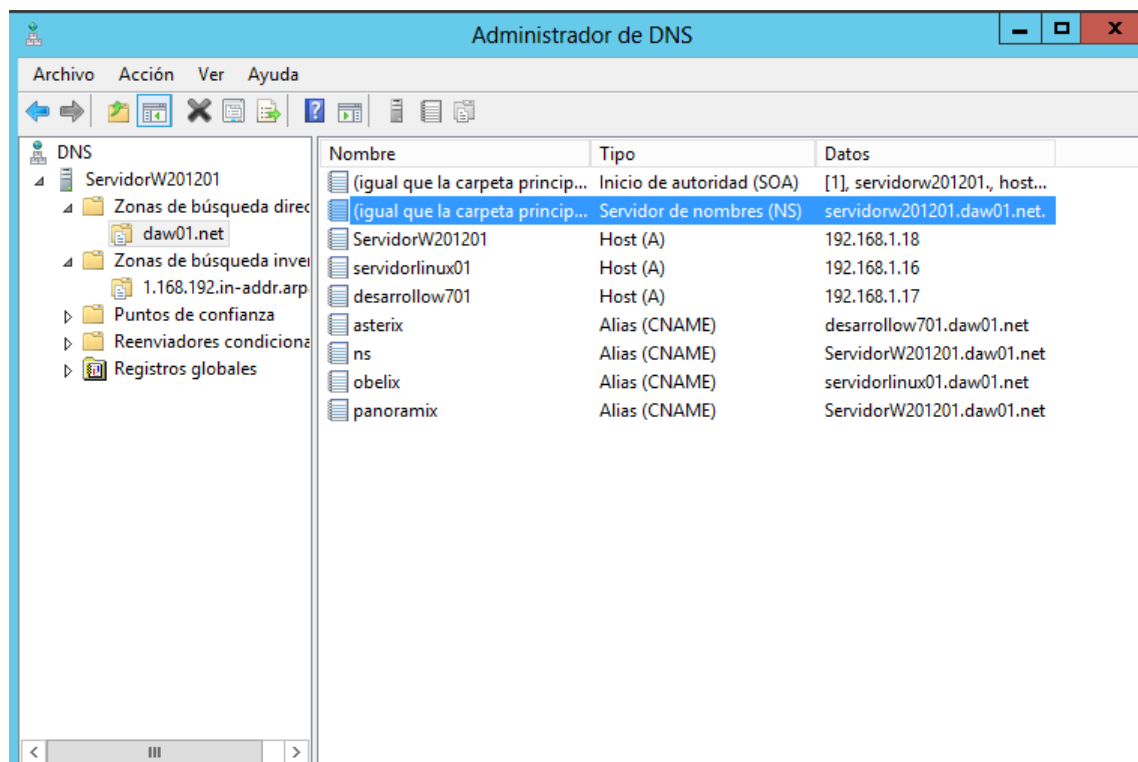 Administrador de DNS
Archivo Acción Ver Ayuda
DNS
ServidorW201201
Zonas de búsqueda direc
daw01.net
Zonas de búsqueda inver
1.168.192.in-addr.arp
Puntos de confianza
Reenviadores condiciona
Registros globales
Nombre Tipo Datos
(igual que la carpeta princip... Inicio de autoridad (SOA) [1], servidorw201201., host...
(igual que la carpeta princip... Servidor de nombres (NS) servidorw201201.daw01.net.
ServidorW201201 Host (A) 192.168.1.18
servidorlinux01 Host (A) 192.168.1.16
desarrollow701 Host (A) 192.168.1.17
asterix Alias (CNAME) desarrollow701.daw01.net
ns Alias (CNAME) ServidorW201201.daw01.net
obelix Alias (CNAME) servidorlinux01.daw01.net
panoramix Alias (CNAME) ServidorW201201.daw01.net